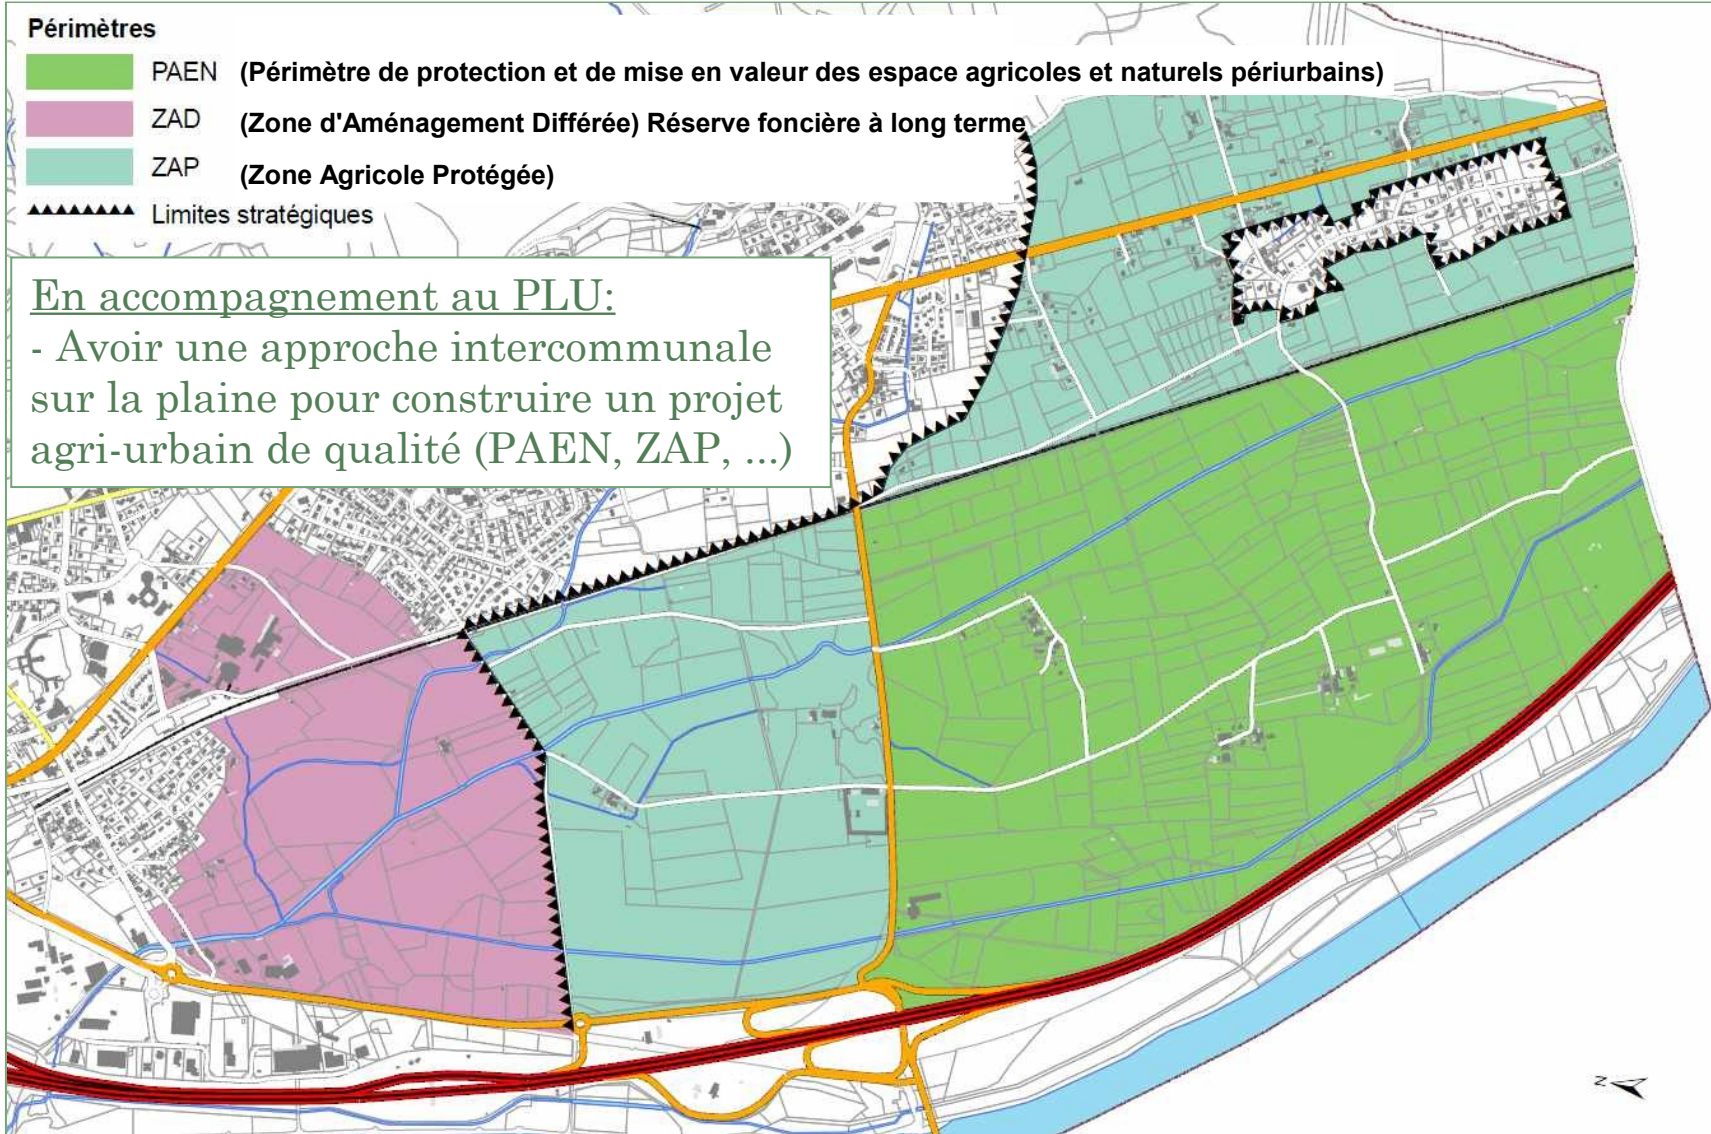 Périmètres
PAEN (Périmètre de protection et de mise en valeur des espace agricoles et naturels périurbains)
ZAD (Zone d'Aménagement Différée) Réserve foncière à long terme
ZAP (Zone Agricole Protégée)
Limites stratégiques
En accompagnement au PLU:
- Avoir une approche intercommunale
sur la plaine pour construire un projet
agri-urbain de qualité (PAEN, ZAP, ...)
N